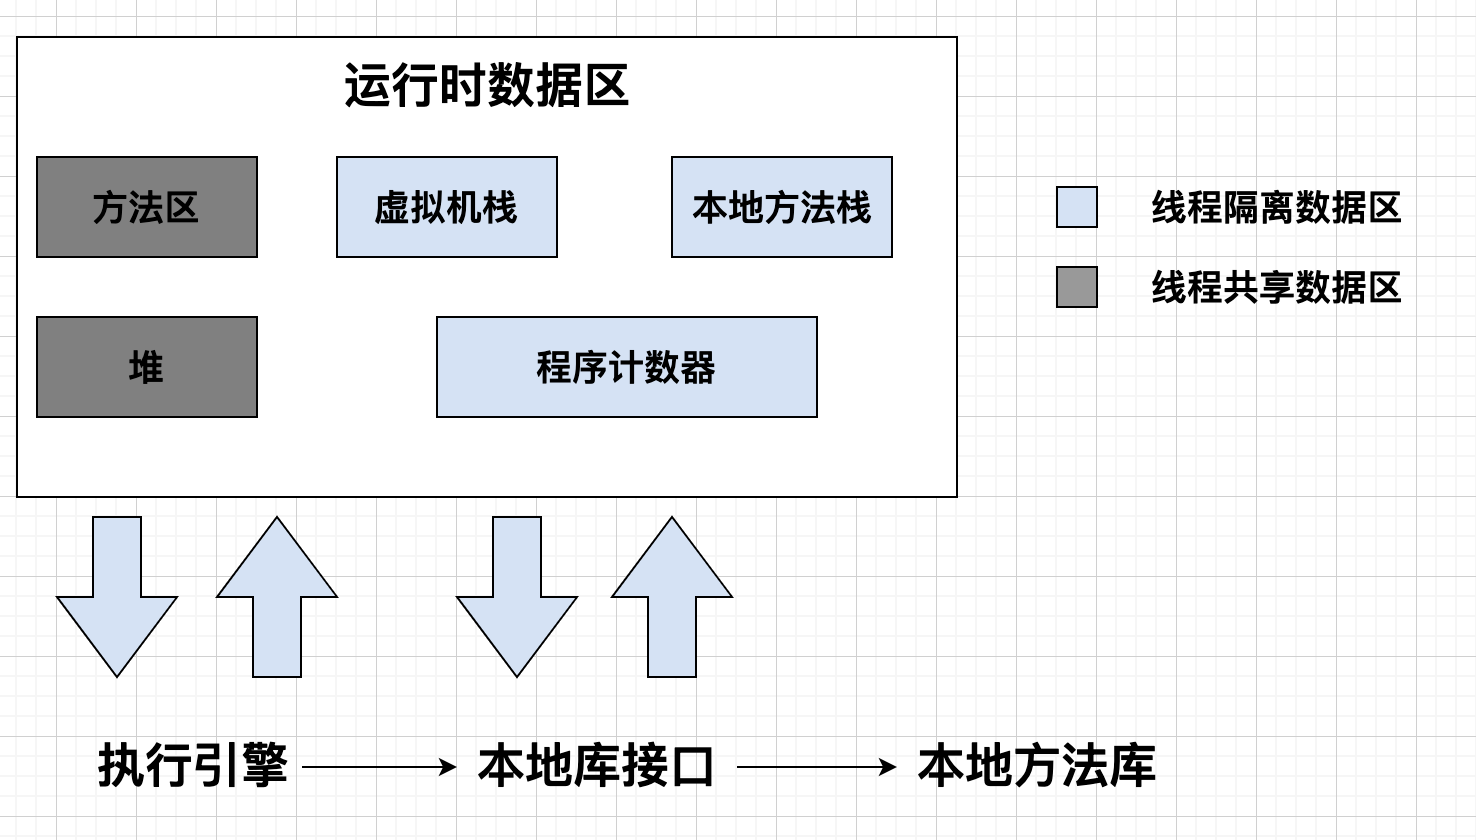 运行时数据区
方法区
虚拟机栈
本地方法栈
堆
程序计数器
线程隔离数据区
线程共享数据区
执行引擎
本地库接口
本地方法库